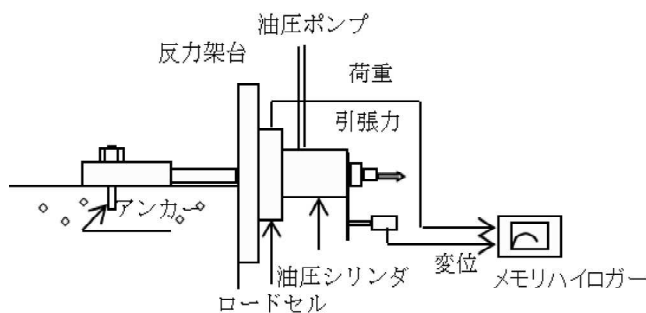 油圧ポンプ
反力架台
荷重
引張力
アンカー
油圧シリンダ
変位
メモリハイロガー
ロードセル